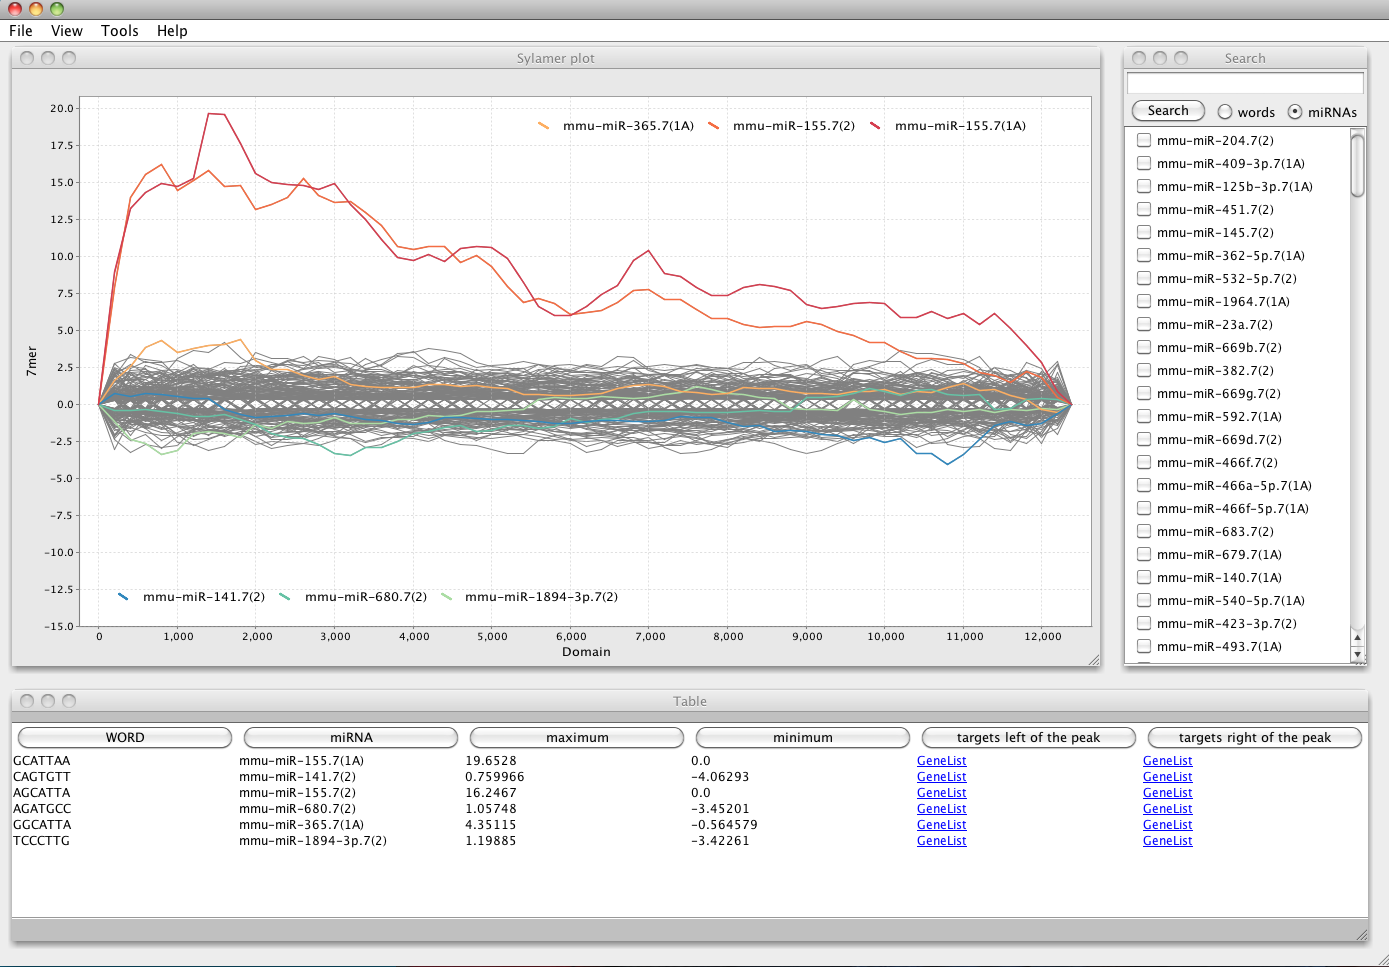 File View Tools Help
Sylamer plot
mmu-miR-365.7(1A) mmu-miR-155.7(2) mmu-miR-155.7(1A)
20.0
17.5
15.0
12.5
10.0
7.5
5.0
2.5
0.0
-2.5
-5.0
-7.5
-10.0
-12.5
-15.0
7mer
mmu-miR-141.7(2) mmu-miR-680.7(2) mmu-miR-1894-3p.7(2)
0 1,000 2,000 3,000 4,000 5,000 6,000 7,000 8,000 9,000 10,000 11,000 12,000
Domain
Search
Search words miRNAs
mmu-miR-204.7(2)
mmu-miR-409-3p.7(1A)
mmu-miR-125b-3p.7(1A)
mmu-miR-451.7(2)
mmu-miR-145.7(2)
mmu-miR-362-5p.7(1A)
mmu-miR-532-5p.7(2)
mmu-miR-1964.7(1A)
mmu-miR-23a.7(2)
mmu-miR-669b.7(2)
mmu-miR-382.7(2)
mmu-miR-669g.7(2)
mmu-miR-592.7(1A)
mmu-miR-669d.7(2)
mmu-miR-466f.7(2)
mmu-miR-466a-5p.7(1A)
mmu-miR-466f-5p.7(1A)
mmu-miR-683.7(2)
mmu-miR-679.7(1A)
mmu-miR-140.7(1A)
mmu-miR-540-5p.7(1A)
mmu-miR-423-3p.7(2)
mmu-miR-493.7(1A)
Table
WORD miRNA maximum minimum targets left of the peak targets right of the peak
GCATTAA mmu-miR-155.7(1A) 19.6528 0.0 GeneList GeneList
CAGTGTT mmu-miR-141.7(2) 0.759966 -4.06293 GeneList GeneList
AGCATTA mmu-miR-155.7(2) 16.2467 0.0 GeneList GeneList
AGATGCC mmu-miR-680.7(2) 1.05748 -3.45201 GeneList GeneList
GGCATTA mmu-miR-365.7(1A) 4.35115 -0.564579 GeneList GeneList
TCCCTTG mmu-miR-1894-3p.7(2) 1.19885 -3.42261 GeneList GeneList